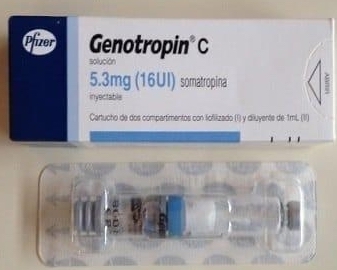 Pfizer
Genotropin® C
solución
5.3mg (16UI) somatropina
inyectable
Cartucho de dos compartimentos con liofilizado (I) y diluyente de 1mL (II)